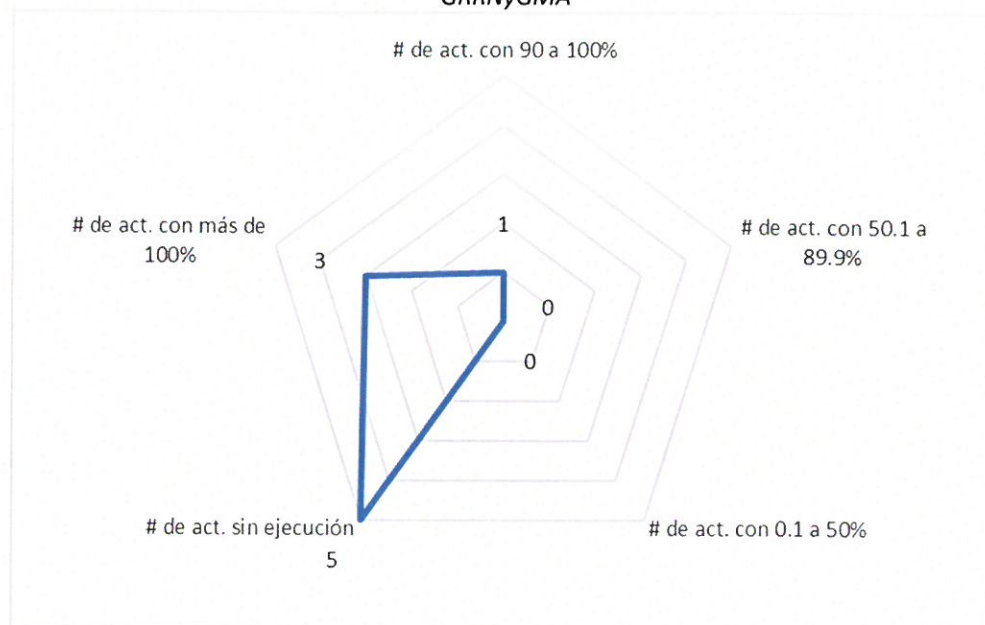 # de act. con 90 a 100%
1
# de act. con más de
100%
3
# de act. con 50.1 a
89.9%
0
0
# de act. sin ejecución
5
# de act. con 0.1 a 50%